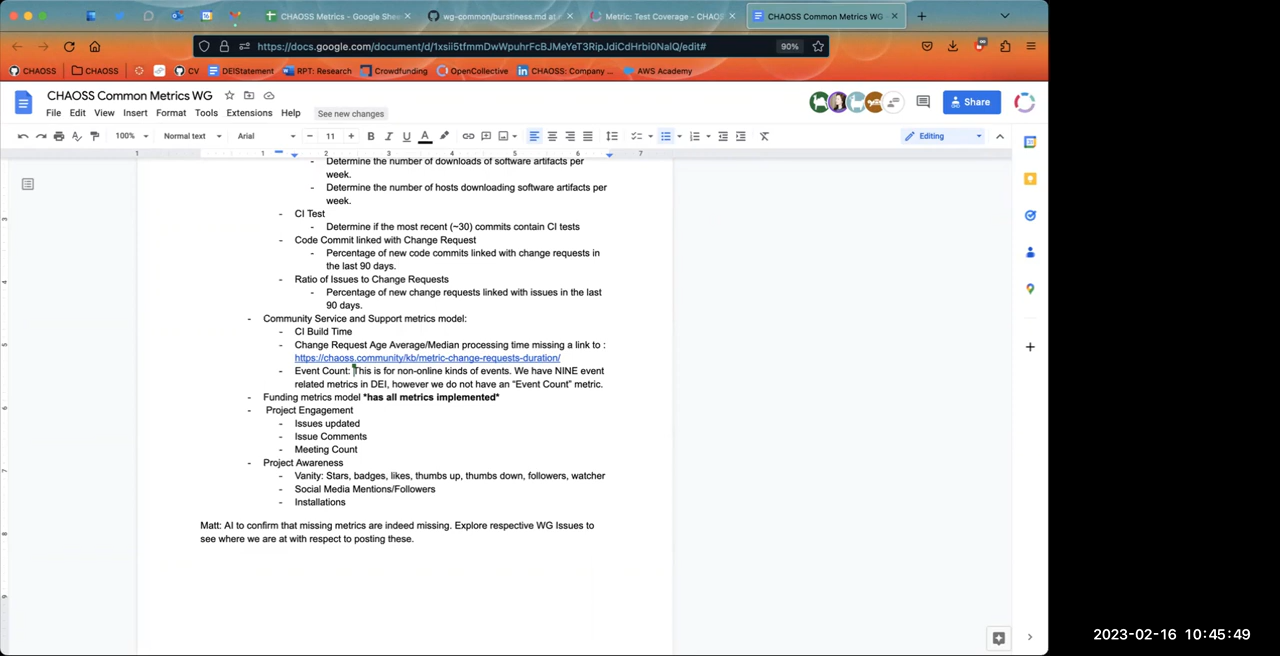 CHAOSS Metrics - Google Shee
wg-common/burstiness.md at
Metric: Test Coverage - CHAOS
CHAOSS Common Metrics WG
https://docs.google.com/document/d/1xsii5tfmmDwWpuhrFcBJMeYeT3RipJdiCdHrbi0NalQ/edit#
90%
CHAOSS
CHAOSS
CV
DEIStatement
RPT: Research
Crowdfunding
OpenCollective
CHAOSS: Company ...
AWS Academy
CHAOSS Common Metrics WG
File Edit View Insert Format Tools Extensions Help
See new changes
Share
100%
Normal text
Arial
11
Editing
1 1 2 3 4 5 6 7
- Determine the number of downloads of software artifacts per
week.
- Determine the number of hosts downloading software artifacts per
week.
- CI Test
- Determine if the most recent (~30) commits contain CI tests
- Code Commit linked with Change Request
- Percentage of new code commits linked with change requests in
the last 90 days.
- Ratio of Issues to Change Requests
- Percentage of new change requests linked with issues in the last
90 days.
- Community Service and Support metrics model:
- CI Build Time
- Change Request Age Average/Median processing time missing a link to :
https://chaoss.community/kb/metric-change-requests-duration/
- Event Count: This is for non-online kinds of events. We have NINE event
related metrics in DEI, however we do not have an “Event Count” metric.
- Funding metrics model *has all metrics implemented*
- Project Engagement
- Issues updated
- Issue Comments
- Meeting Count
- Project Awareness
- Vanity: Stars, badges, likes, thumbs up, thumbs down, followers, watcher
- Social Media Mentions/Followers
- Installations
Matt: AI to confirm that missing metrics are indeed missing. Explore respective WG Issues to
see where we are at with respect to posting these.
2023-02-16 10:45:49